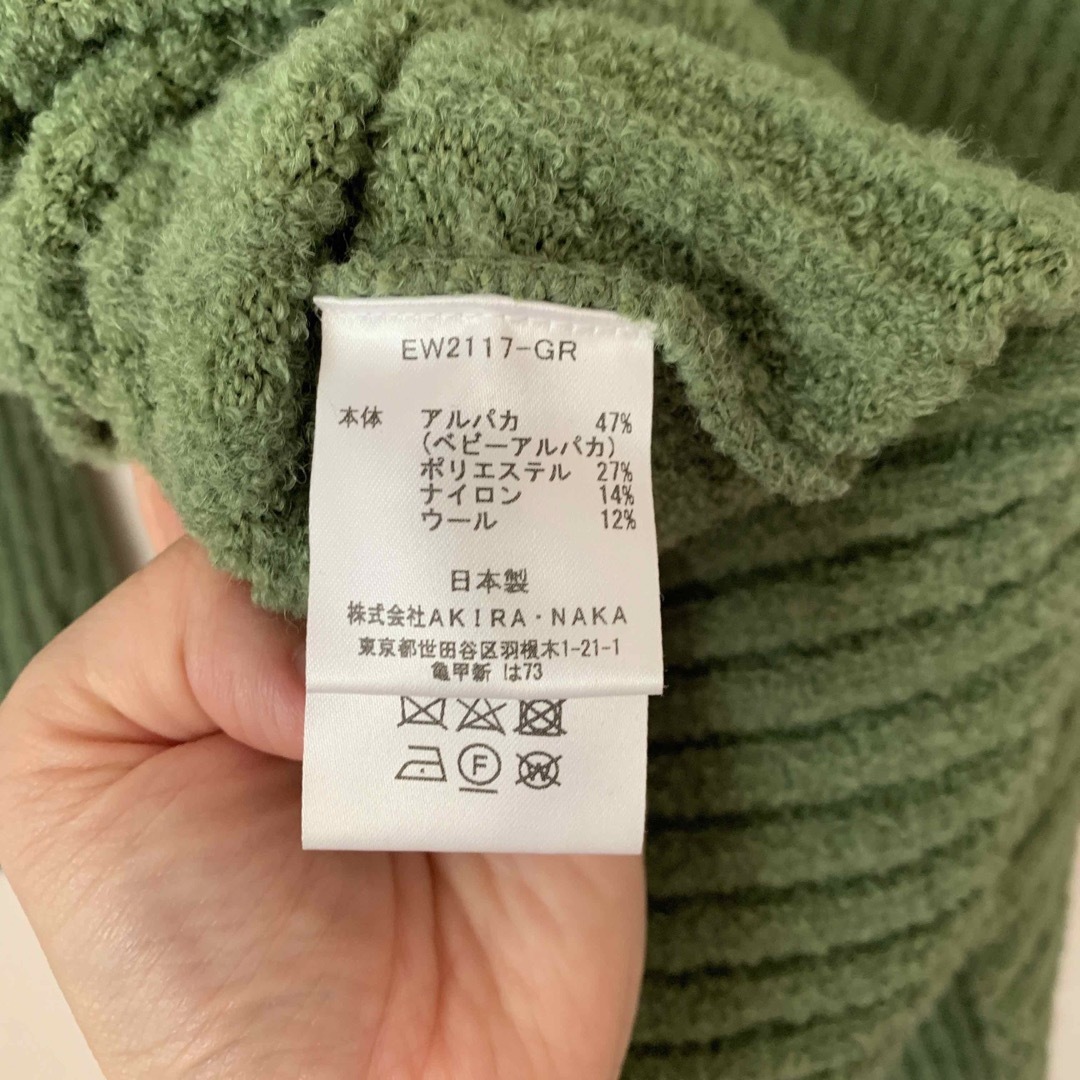 EW2117-GR
本体 アルパカ 47%
(ベビーアルパカ)
ポリエステル 27%
ナイロン 14%
ウール 12%
日本製
株式会社AKIRA・NAKA
東京都世田谷区羽根木1-21-1
亀甲新 は73
F
W